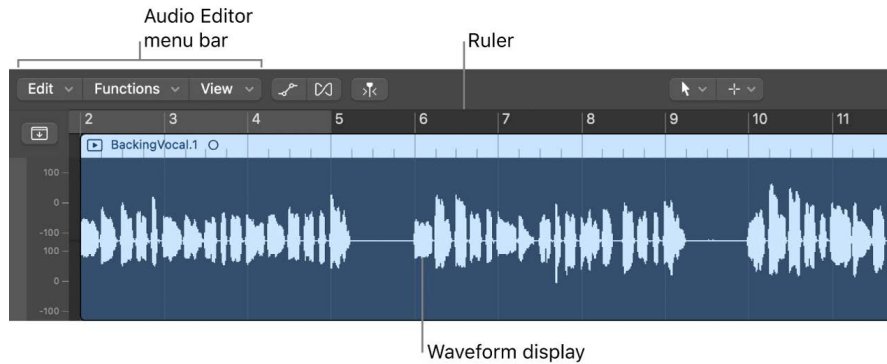 Audio Editor
menu bar
Ruler
Edit Functions View
2 3 4 5 6 7 8 9 10 11
BackingVocal.1
100
0
-100
100
0
-100
Waveform display